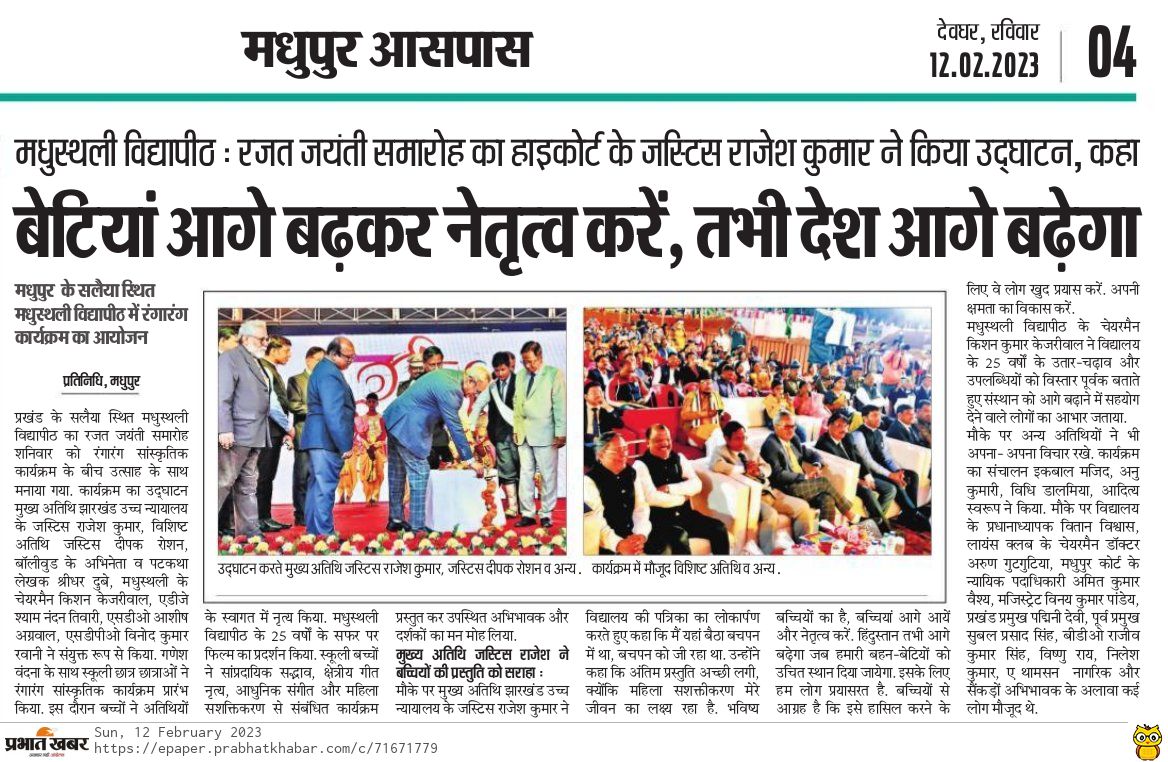 मधुपुर आसपास
देवघर, रविवार
12.02.2023
04
मधुस्थली विद्यापीठ : रजत जयंती समारोह का हाइकोर्ट के जस्टिस राजेश कुमार ने किया उद्घाटन, कहा
बेटियां आगे बढ़कर नेतृत्व करें, तभी देश आगे बढ़ेगा
मधुपुर के सलैया स्थित
मधुस्थली विद्यापीठ में रंगारंग
कार्यक्रम का आयोजन
प्रतिनिधि, मधुपुर
प्रखंड के सलैया स्थित मधुस्थली
विद्यापीठ का रजत जयंती समारोह
शनिवार को रंगारंग सांस्कृतिक
कार्यक्रम के बीच उत्साह के साथ
मनाया गया. कार्यक्रम का उद्घाटन
मुख्य अतिथि झारखंड उच्च न्यायालय
के जस्टिस राजेश कुमार, विशिष्ट
अतिथि जस्टिस दीपक रोशन,
बॉलीवुड के अभिनेता व पटकथा
लेखक श्रीधर दुबे, मधुस्थली के
चेयरमैन किशन केजरीवाल, एडीजे
श्याम नंदन तिवारी, एसडीओ आशीष
अग्रवाल, एसडीपीओ विनोद कुमार
रवानी ने संयुक्त रूप से किया. गणेश
वंदना के साथ स्कूली छात्र छात्राओं ने
रंगारंग सांस्कृतिक कार्यक्रम प्रारंभ
किया. इस दौरान बच्चों ने अतिथियों
उद्घाटन करते मुख्य अतिथि जस्टिस राजेश कुमार, जस्टिस दीपक रोशन व अन्य .
कार्यक्रम में मौजूद विशिष्ट अतिथि व अन्य .
के स्वागत में नृत्य किया. मधुस्थली
विद्यापीठ के 25 वर्षों के सफर पर
फिल्म का प्रदर्शन किया. स्कूली बच्चों
ने सांप्रदायिक सद्भाव, क्षेत्रीय गीत
नृत्य, आधुनिक संगीत और महिला
सशक्तिकरण से संबंधित कार्यक्रम
प्रस्तुत कर उपस्थित अभिभावक और
दर्शकों का मन मोह लिया.
मुख्य अतिथि जस्टिस राजेश ने
बच्चियों की प्रस्तुति को सराहा :
मौके पर मुख्य अतिथि झारखंड उच्च
न्यायालय के जस्टिस राजेश कुमार ने
विद्यालय की पत्रिका का लोकार्पण
करते हुए कहा कि मैं यहां बैठा बचपन
में था, बचपन को जी रहा था. उन्होंने
कहा कि अंतिम प्रस्तुति अच्छी लगी,
क्योंकि महिला सशक्तीकरण मेरे
जीवन का लक्ष्य रहा है. भविष्य
बच्चियों का है, बच्चियां आगे आयें
और नेतृत्व करें. हिंदुस्तान तभी आगे
बढ़ेगा जब हमारी बहन-बेटियों को
उचित स्थान दिया जायेगा. इसके लिए
हम लोग प्रयासरत है. बच्चियों से
आग्रह है कि इसे हासिल करने के
लिए वे लोग खुद प्रयास करें. अपनी
क्षमता का विकास करें.
मधुस्थली विद्यापीठ के चेयरमैन
किशन कुमार केजरीवाल ने विद्यालय
के 25 वर्षों के उतार-चढ़ाव और
उपलब्धियों को विस्तार पूर्वक बताते
हुए संस्थान को आगे बढ़ाने में सहयोग
देने वाले लोगों का आभार जताया.
मौके पर अन्य अतिथियों ने भी
अपना- अपना विचार रखे. कार्यक्रम
का संचालन इकबाल मजिद, अनु
कुमारी, विधि डालमिया, आदित्य
स्वरूप ने किया. मौके पर विद्यालय
के प्रधानाध्यापक वितान विश्वास,
लायंस क्लब के चेयरमैन डॉक्टर
अरुण गुटगुटिया, मधुपुर कोर्ट के
न्यायिक पदाधिकारी अमित कुमार
वैश्य, मजिस्ट्रेट विनय कुमार पांडेय,
प्रखंड प्रमुख पद्मिनी देवी, पूर्व प्रमुख
सुबल प्रसाद सिंह, बीडीओ राजीव
कुमार सिंह, विष्णु राय, निलेश
कुमार, ए थामसन नागरिक और
सैंकड़ों अभिभावक के अलावा कई
लोग मौजूद थे.
प्रभात खबर
Sun, 12 February 2023
https://epaper.prabhatkhabar.com/c/71671779